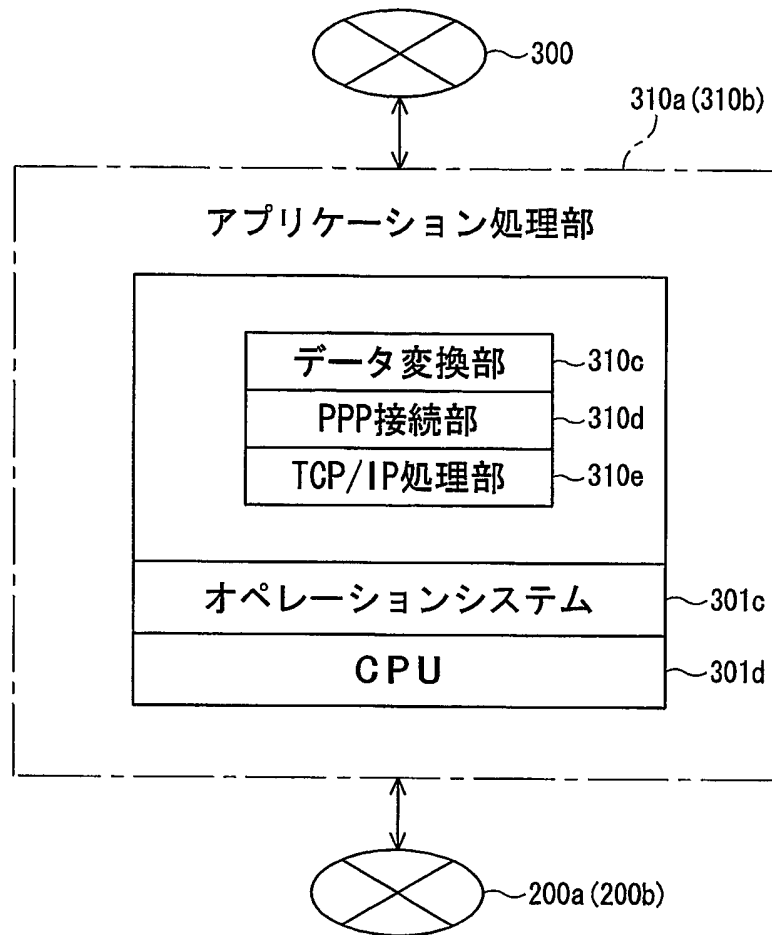 300
310a(310b)
アプリケーション処理部
データ変換部
310c
PPP接続部
310d
TCP/IP処理部
310e
オペレーションシステム
301c
CPU
301d
200a(200b)